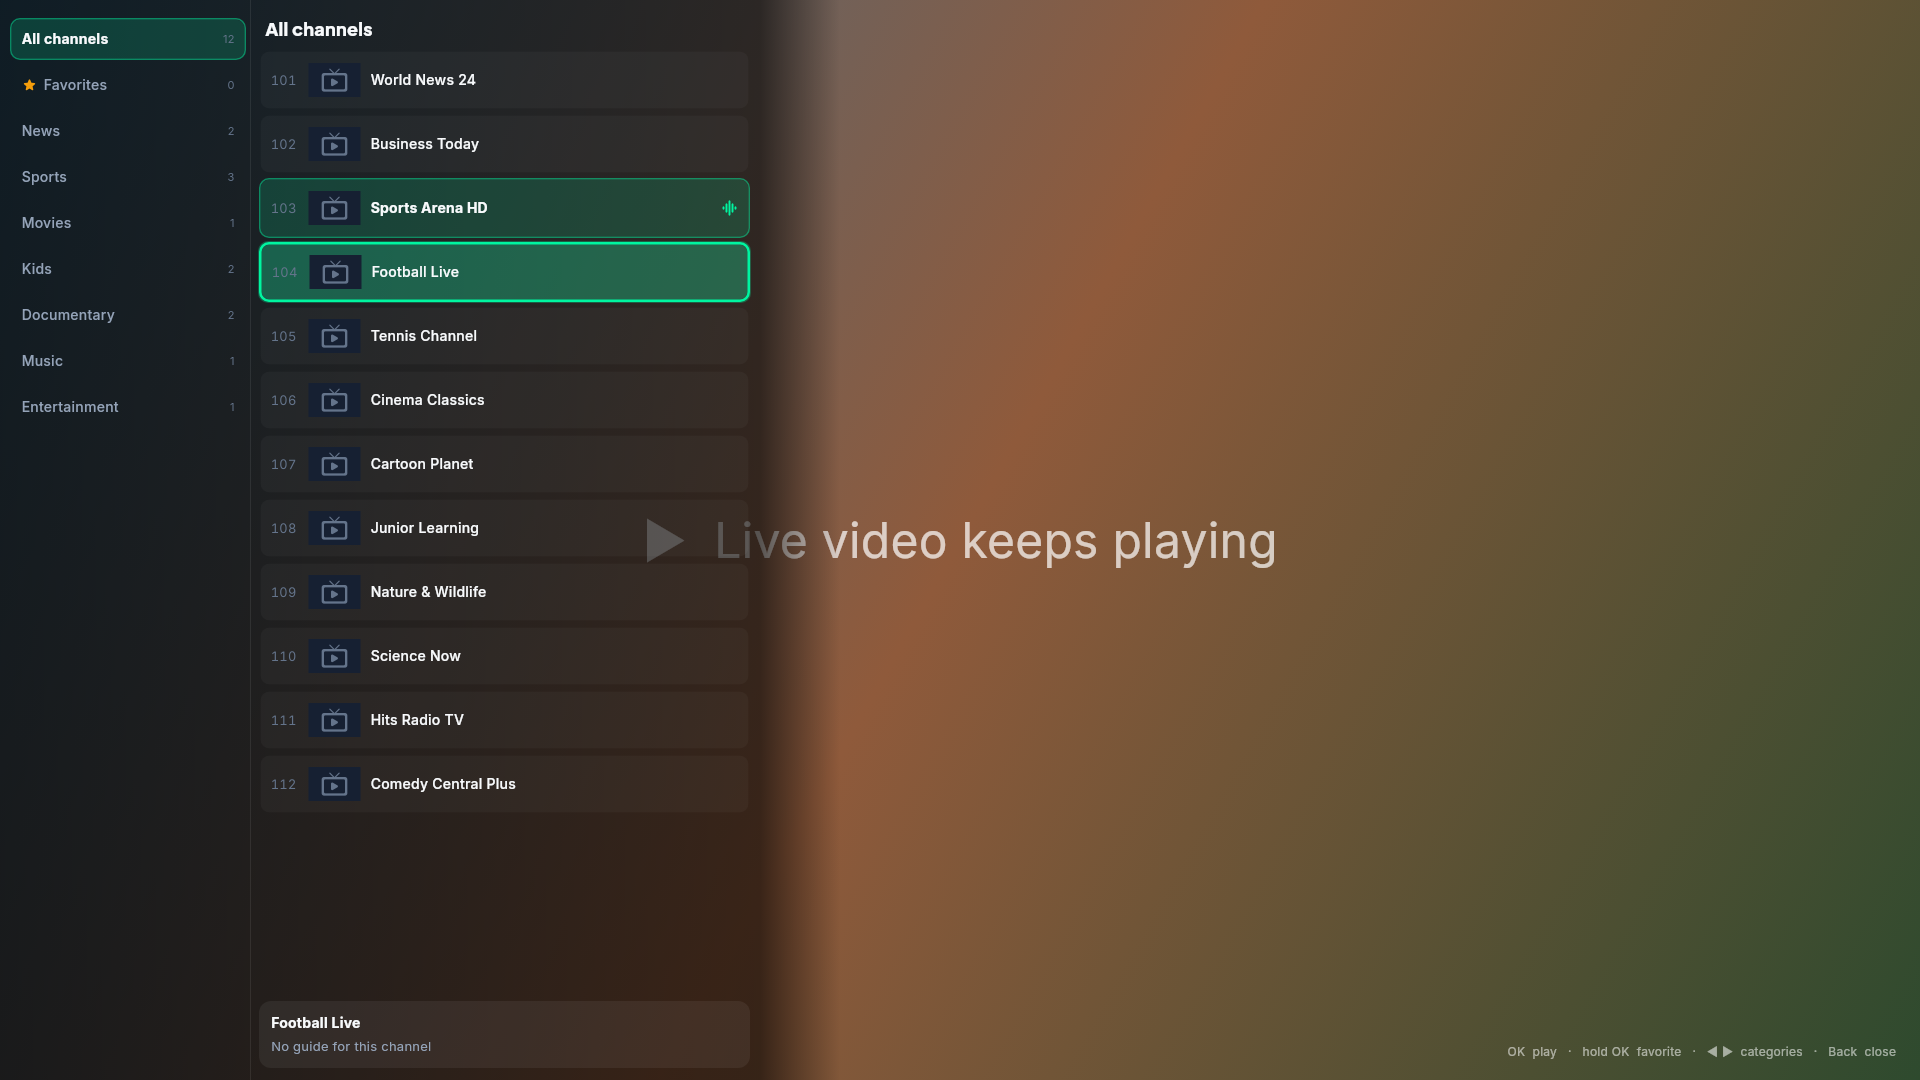 All channels 12
Favorites 0
News 2
Sports 3
Movies 1
Kids 2
Documentary 2
Music 1
Entertainment 1
All channels
101 World News 24
102 Business Today
103 Sports Arena HD
104 Football Live
105 Tennis Channel
106 Cinema Classics
107 Cartoon Planet
108 Junior Learning
109 Nature & Wildlife
110 Science Now
111 Hits Radio TV
112 Comedy Central Plus
Football Live
No guide for this channel
▶ Live video keeps playing
OK play · hold OK favorite · ◀ ▶ categories · Back close